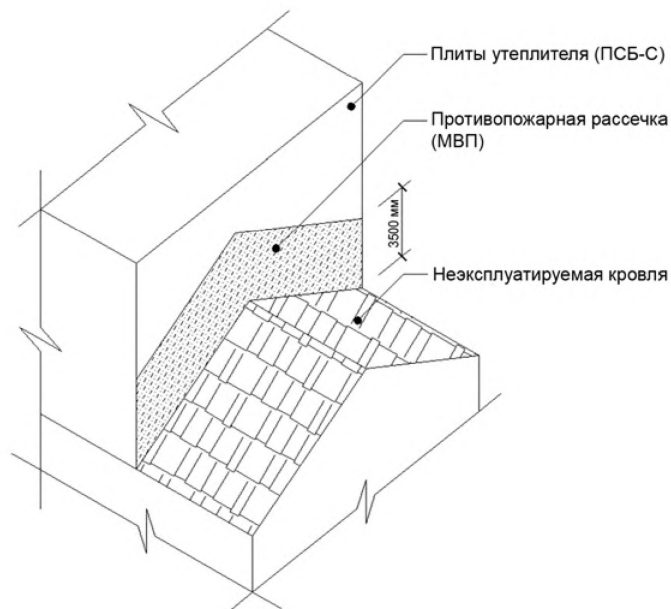 Плиты утеплителя (ПСБ-С)
Противопожарная рассечка
(МВП)
3500 мм
Неэксплуатируемая кровля